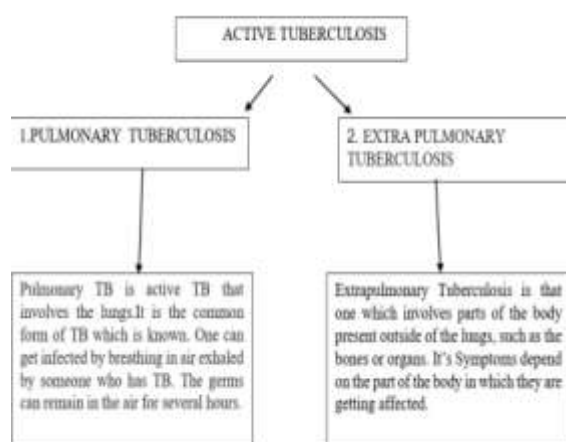 ACTIVE TUBERCULOSIS
1.PULMONARY TUBERCULOSIS
2. EXTRA PULMONARY
TUBERCULOSIS
Pulmonary TB is active TB that
involves the lungs.It is the common
form of TB which is known. One can
get infected by breathing in air exhaled
by someone who has TB. The germs
can remain in the air for several hours.
Extrapulmonary Tuberculosis is that
one which involves parts of the body
present outside of the lungs, such as the
bones or organs. It's Symptoms depend
on the part of the body in which they are
getting affected.